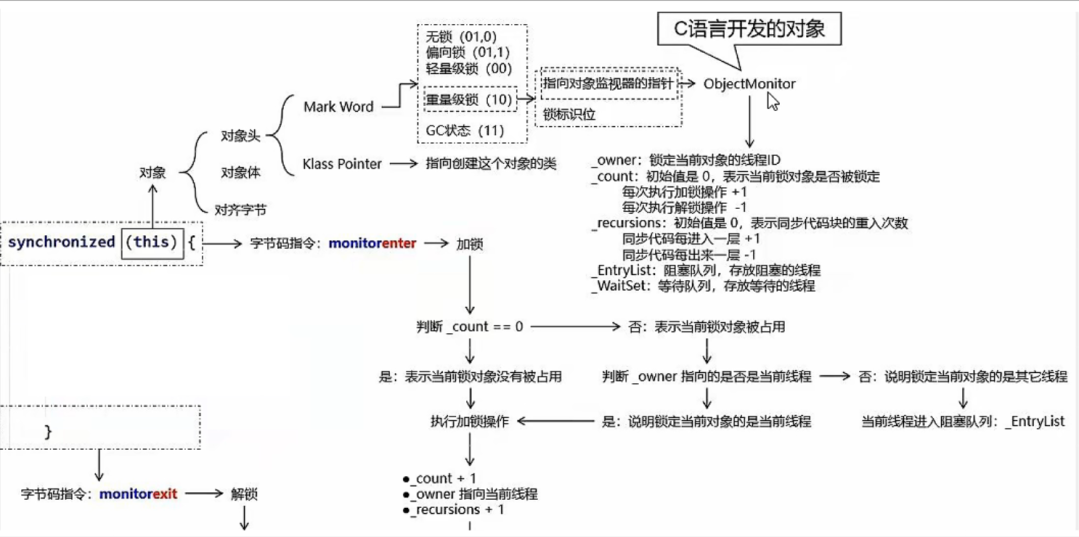 C语言开发的对象
无锁（01,0）
偏向锁（01,1）
轻量级锁（00）
重量级锁（10）
GC状态（11）
指向对象监视器的指针
锁标识位
ObjectMonitor
Mark Word
对象头
Klass Pointer
指向创建这个对象的类
对象
对象体
对齐字节
_owner：锁定当前对象的线程ID
_count：初始值是 0，表示当前锁对象是否被锁定
每次执行加锁操作 +1
每次执行解锁操作 -1
_recursions：初始值是 0，表示同步代码块的重入次数
同步代码每进入一层 +1
同步代码每出来一层 -1
_EntryList：阻塞队列，存放阻塞的线程
_WaitSet：等待队列，存放等待的线程
synchronized (this) {
字节码指令：monitorenter
加锁
判断 _count == 0
否：表示当前锁对象被占用
是：表示当前锁对象没有被占用
判断 _owner 指向的是否是当前线程
否：说明锁定当前对象的是其它线程
执行加锁操作
是：说明锁定当前对象的是当前线程
当前线程进入阻塞队列：_EntryList
}
字节码指令：monitorexit
解锁
●_count + 1
●_owner 指向当前线程
●_recursions + 1